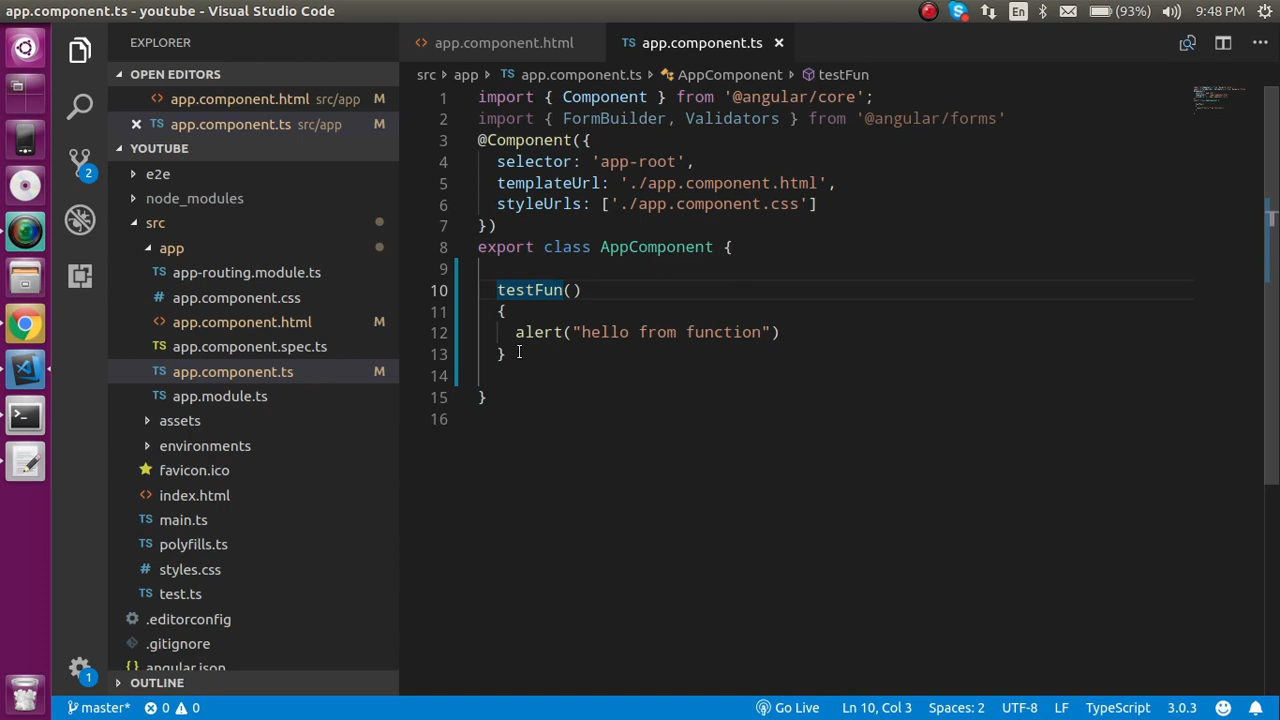 app.component.ts - youtube - Visual Studio Code
En
(93%)
9:48 PM
EXPLORER
OPEN EDITORS
app.component.html src/app M
app.component.ts src/app M
YOUTUBE
e2e
node_modules
src
app
app-routing.module.ts
app.component.css
app.component.html M
app.component.spec.ts
app.component.ts M
app.module.ts
assets
environments
favicon.ico
index.html
main.ts
polyfills.ts
styles.css
test.ts
.editorconfig
.gitignore
angular.json
OUTLINE
2
1
app.component.html
TS app.component.ts
src app TS app.component.ts AppComponent testFun
1 import { Component } from '@angular/core';
2 import { FormBuilder, Validators } from '@angular/forms'
3 @Component({
4 selector: 'app-root',
5 templateUrl: './app.component.html',
6 styleUrls: ['./app.component.css']
7 })
8 export class AppComponent {
9
10 testFun()
11 {
12 alert("hello from function")
13 }
14
15 }
16
master* 0 0
Go Live Ln 10, Col 3 Spaces: 2 UTF-8 LF TypeScript 3.0.3